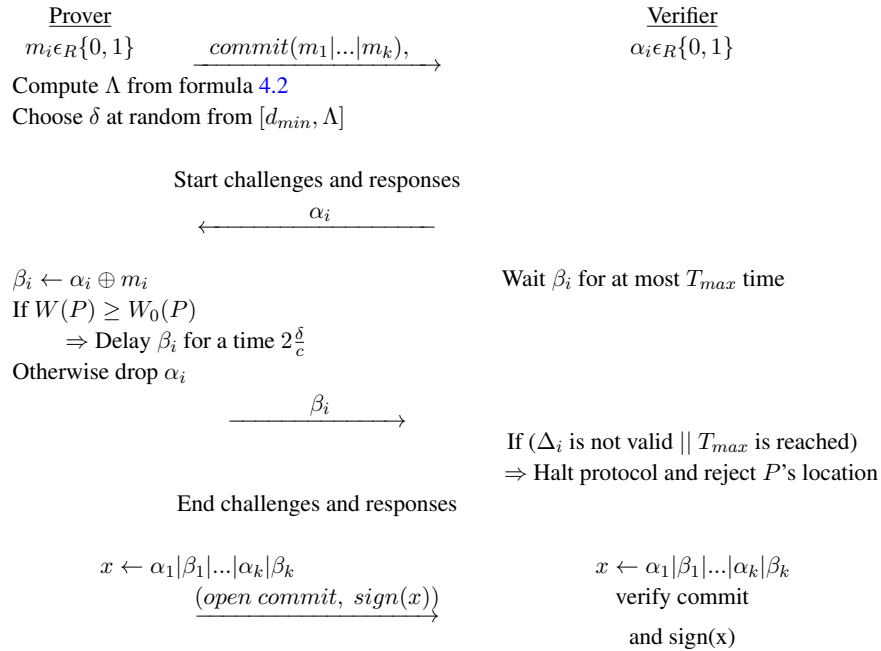 Prover Verifier
m_i ϵ_R{0, 1} commit(m_1|...|m_k), α_i ϵ_R{0, 1}
Compute Λ from formula 4.2
Choose δ at random from [d_min, Λ]
Start challenges and responses
α_i
β_i ← α_i ⊕ m_i Wait β_i for at most T_max time
If W(P) ≥ W_0(P)
⇒ Delay β_i for a time 2 δ/c
Otherwise drop α_i
β_i
If (Δ_i is not valid || T_max is reached)
⇒ Halt protocol and reject P's location
End challenges and responses
x ← α_1|β_1|...|α_k|β_k x ← α_1|β_1|...|α_k|β_k
(open commit, sign(x)) verify commit
and sign(x)